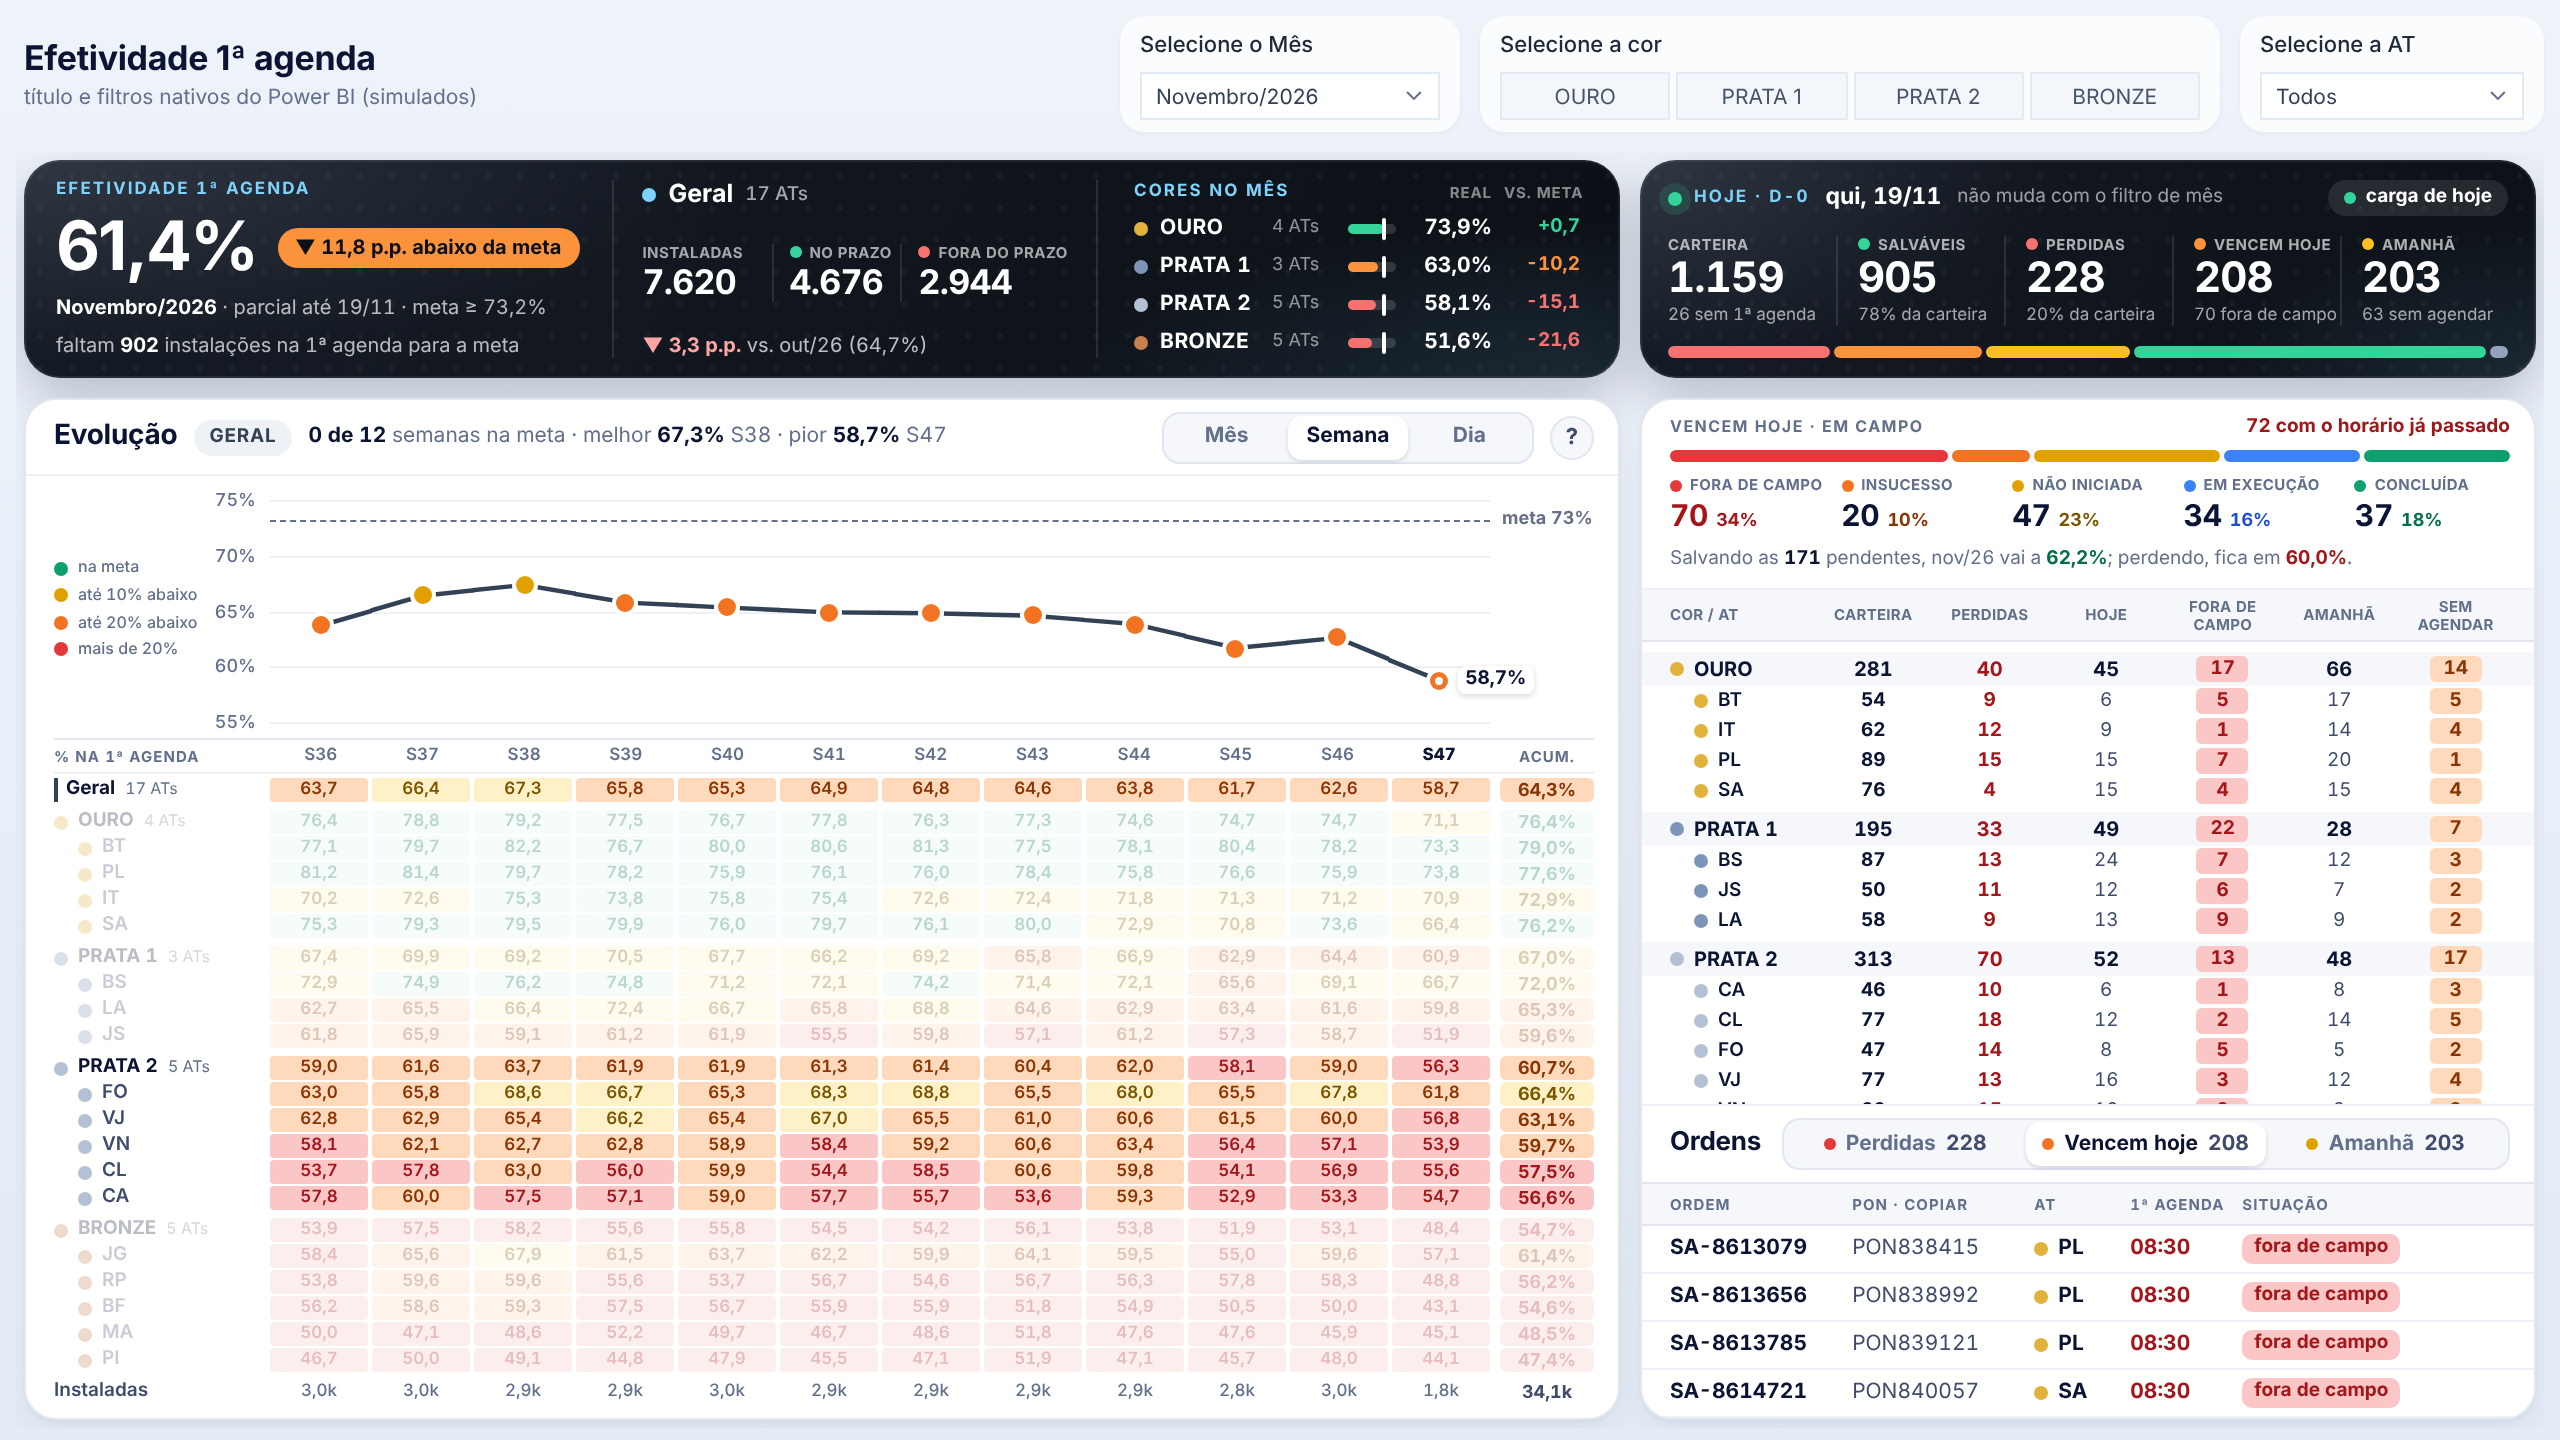 Efetividade 1ª agenda
título e filtros nativos do Power BI (simulados)
Selecione o Mês
Novembro/2026
Selecione a cor
OURO PRATA 1 PRATA 2 BRONZE
Selecione a AT
Todos
EFETIVIDADE 1ª AGENDA
61,4% ▼ 11,8 p.p. abaixo da meta
Novembro/2026 · parcial até 19/11 · meta ≥ 73,2%
faltam 902 instalações na 1ª agenda para a meta
Geral 17 ATs
INSTALADAS NO PRAZO FORA DO PRAZO
7.620 4.676 2.944
▼ 3,3 p.p. vs. out/26 (64,7%)
CORES NO MÊS REAL VS. META
OURO 4 ATs 73,9% +0,7
PRATA 1 3 ATs 63,0% -10,2
PRATA 2 5 ATs 58,1% -15,1
BRONZE 5 ATs 51,6% -21,6
HOJE · D-0 qui, 19/11 não muda com o filtro de mês carga de hoje
CARTEIRA SALVÁVEIS PERDIDAS VENCEM HOJE AMANHÃ
1.159 905 228 208 203
26 sem 1ª agenda 78% da carteira 20% da carteira 70 fora de campo 63 sem agendar
Evolução GERAL 0 de 12 semanas na meta · melhor 67,3% S38 · pior 58,7% S47
Mês Semana Dia ?
75%
meta 73%
70%
65%
60%
55%
na meta
até 10% abaixo
até 20% abaixo
mais de 20%
58,7%
% NA 1ª AGENDA S36 S37 S38 S39 S40 S41 S42 S43 S44 S45 S46 S47 ACUM.
Geral 17 ATs 63,7 66,4 67,3 65,8 65,3 64,9 64,8 64,6 63,8 61,7 62,6 58,7 64,3%
OURO 4 ATs 76,4 78,8 79,2 77,5 76,7 77,8 76,3 77,3 74,6 74,7 74,7 71,1 76,4%
BT 77,1 79,7 82,2 76,7 80,0 80,6 81,3 77,5 78,1 80,4 78,2 73,3 79,0%
PL 81,2 81,4 79,7 78,2 75,9 76,1 76,0 78,4 75,8 76,6 75,9 73,8 77,6%
IT 70,2 72,6 75,3 73,8 75,8 75,4 72,6 72,4 71,8 71,3 71,2 70,9 72,9%
SA 75,3 79,3 79,5 79,9 76,0 79,7 76,1 80,0 72,9 70,8 73,6 66,4 76,2%
PRATA 1 3 ATs 67,4 69,9 69,2 70,5 67,7 66,2 69,2 65,8 66,9 62,9 64,4 60,9 67,0%
BS 72,9 74,9 76,2 74,8 71,2 72,1 74,2 71,4 72,1 65,6 69,1 66,7 72,0%
LA 62,7 65,5 66,4 72,4 66,7 65,8 68,8 64,6 62,9 63,4 61,6 59,8 65,3%
JS 61,8 65,9 59,1 61,2 61,9 55,5 59,8 57,1 61,2 57,3 58,7 51,9 59,6%
PRATA 2 5 ATs 59,0 61,6 63,7 61,9 61,9 61,3 61,4 60,4 62,0 58,1 59,0 56,3 60,7%
FO 63,0 65,8 68,6 66,7 65,3 68,3 68,8 65,5 68,0 65,5 67,8 61,8 66,4%
VJ 62,8 62,9 65,4 66,2 65,4 67,0 65,5 61,0 60,6 61,5 60,0 56,8 63,1%
VN 58,1 62,1 62,7 62,8 58,9 58,4 59,2 60,6 63,4 56,4 57,1 53,9 59,7%
CL 53,7 57,8 63,0 56,0 59,9 54,4 58,5 60,6 59,8 54,1 56,9 55,6 57,5%
CA 57,8 60,0 57,5 57,1 59,0 57,7 55,7 53,6 59,3 52,9 53,3 54,7 56,6%
BRONZE 5 ATs 53,9 57,5 58,2 55,6 55,8 54,5 54,2 56,1 53,8 51,9 53,1 48,4 54,7%
JG 58,4 65,6 67,9 61,5 63,7 62,2 59,9 64,1 59,5 55,0 59,6 57,1 61,4%
RP 53,8 59,6 59,6 55,6 53,7 56,7 54,6 56,7 56,3 57,8 58,3 48,8 56,2%
BF 56,2 58,6 59,3 57,5 56,7 55,9 55,9 51,8 54,9 50,5 50,0 43,1 54,6%
MA 50,0 47,1 48,6 52,2 49,7 46,7 48,6 51,8 47,6 47,6 45,9 45,1 48,5%
PI 46,7 50,0 49,1 44,8 47,9 45,5 47,1 51,9 47,1 45,7 48,0 44,1 47,4%
Instaladas 3,0k 3,0k 2,9k 2,9k 3,0k 2,9k 2,9k 2,9k 2,9k 2,8k 3,0k 1,8k 34,1k
VENCEM HOJE · EM CAMPO 72 com o horário já passado
FORA DE CAMPO INSUCESSO NÃO INICIADA EM EXECUÇÃO CONCLUÍDA
70 34% 20 10% 47 23% 34 16% 37 18%
Salvando as 171 pendentes, nov/26 vai a 62,2%; perdendo, fica em 60,0%.
COR / AT CARTEIRA PERDIDAS HOJE FORA DE CAMPO AMANHÃ SEM AGENDAR
OURO 281 40 45 17 66 14
BT 54 9 6 5 17 5
IT 62 12 9 1 14 4
PL 89 15 15 7 20 1
SA 76 4 15 4 15 4
PRATA 1 195 33 49 22 28 7
BS 87 13 24 7 12 3
JS 50 11 12 6 7 2
LA 58 9 13 9 9 2
PRATA 2 313 70 52 13 48 17
CA 46 10 6 1 8 3
CL 77 18 12 2 14 5
FO 47 14 8 5 5 2
VJ 77 13 16 3 12 4
Ordens Perdidas 228 Vencem hoje 208 Amanhã 203
ORDEM PON · COPIAR AT 1ª AGENDA SITUAÇÃO
SA-8613079 PON838415 PL 08:30 fora de campo
SA-8613656 PON838992 PL 08:30 fora de campo
SA-8613785 PON839121 PL 08:30 fora de campo
SA-8614721 PON840057 SA 08:30 fora de campo